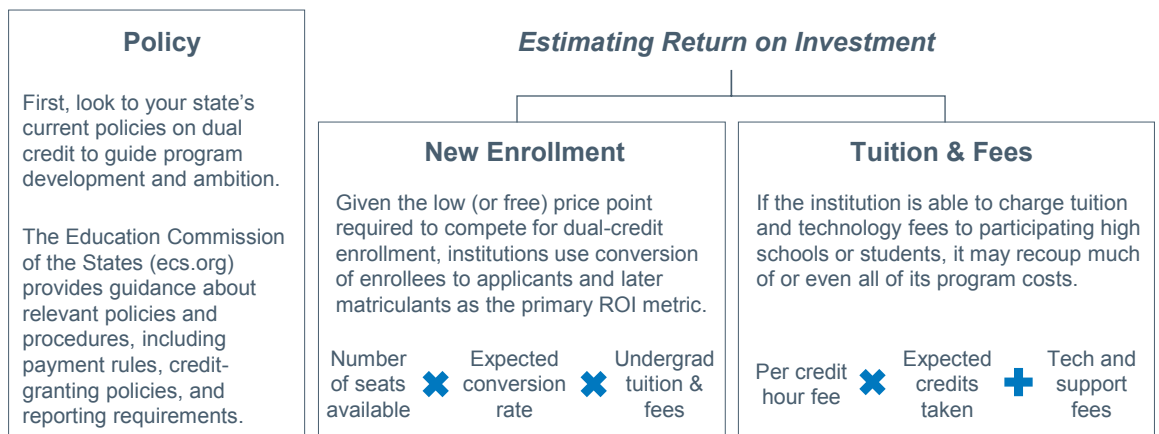 Policy
First, look to your state’s
current policies on dual
credit to guide program
development and ambition.
The Education Commission
of the States (ecs.org)
provides guidance about
relevant policies and
procedures, including
payment rules, credit-
granting policies, and
reporting requirements.
Estimating Return on Investment
New Enrollment
Given the low (or free) price point
required to compete for dual-credit
enrollment, institutions use conversion
of enrollees to applicants and later
matriculants as the primary ROI metric.
Number
of seats
available
Expected
conversion
rate
Undergrad
tuition &
fees
Tuition & Fees
If the institution is able to charge tuition
and technology fees to participating high
schools or students, it may recoup much
of or even all of its program costs.
Per credit
hour fee
Expected
credits
taken
Tech and
support
fees